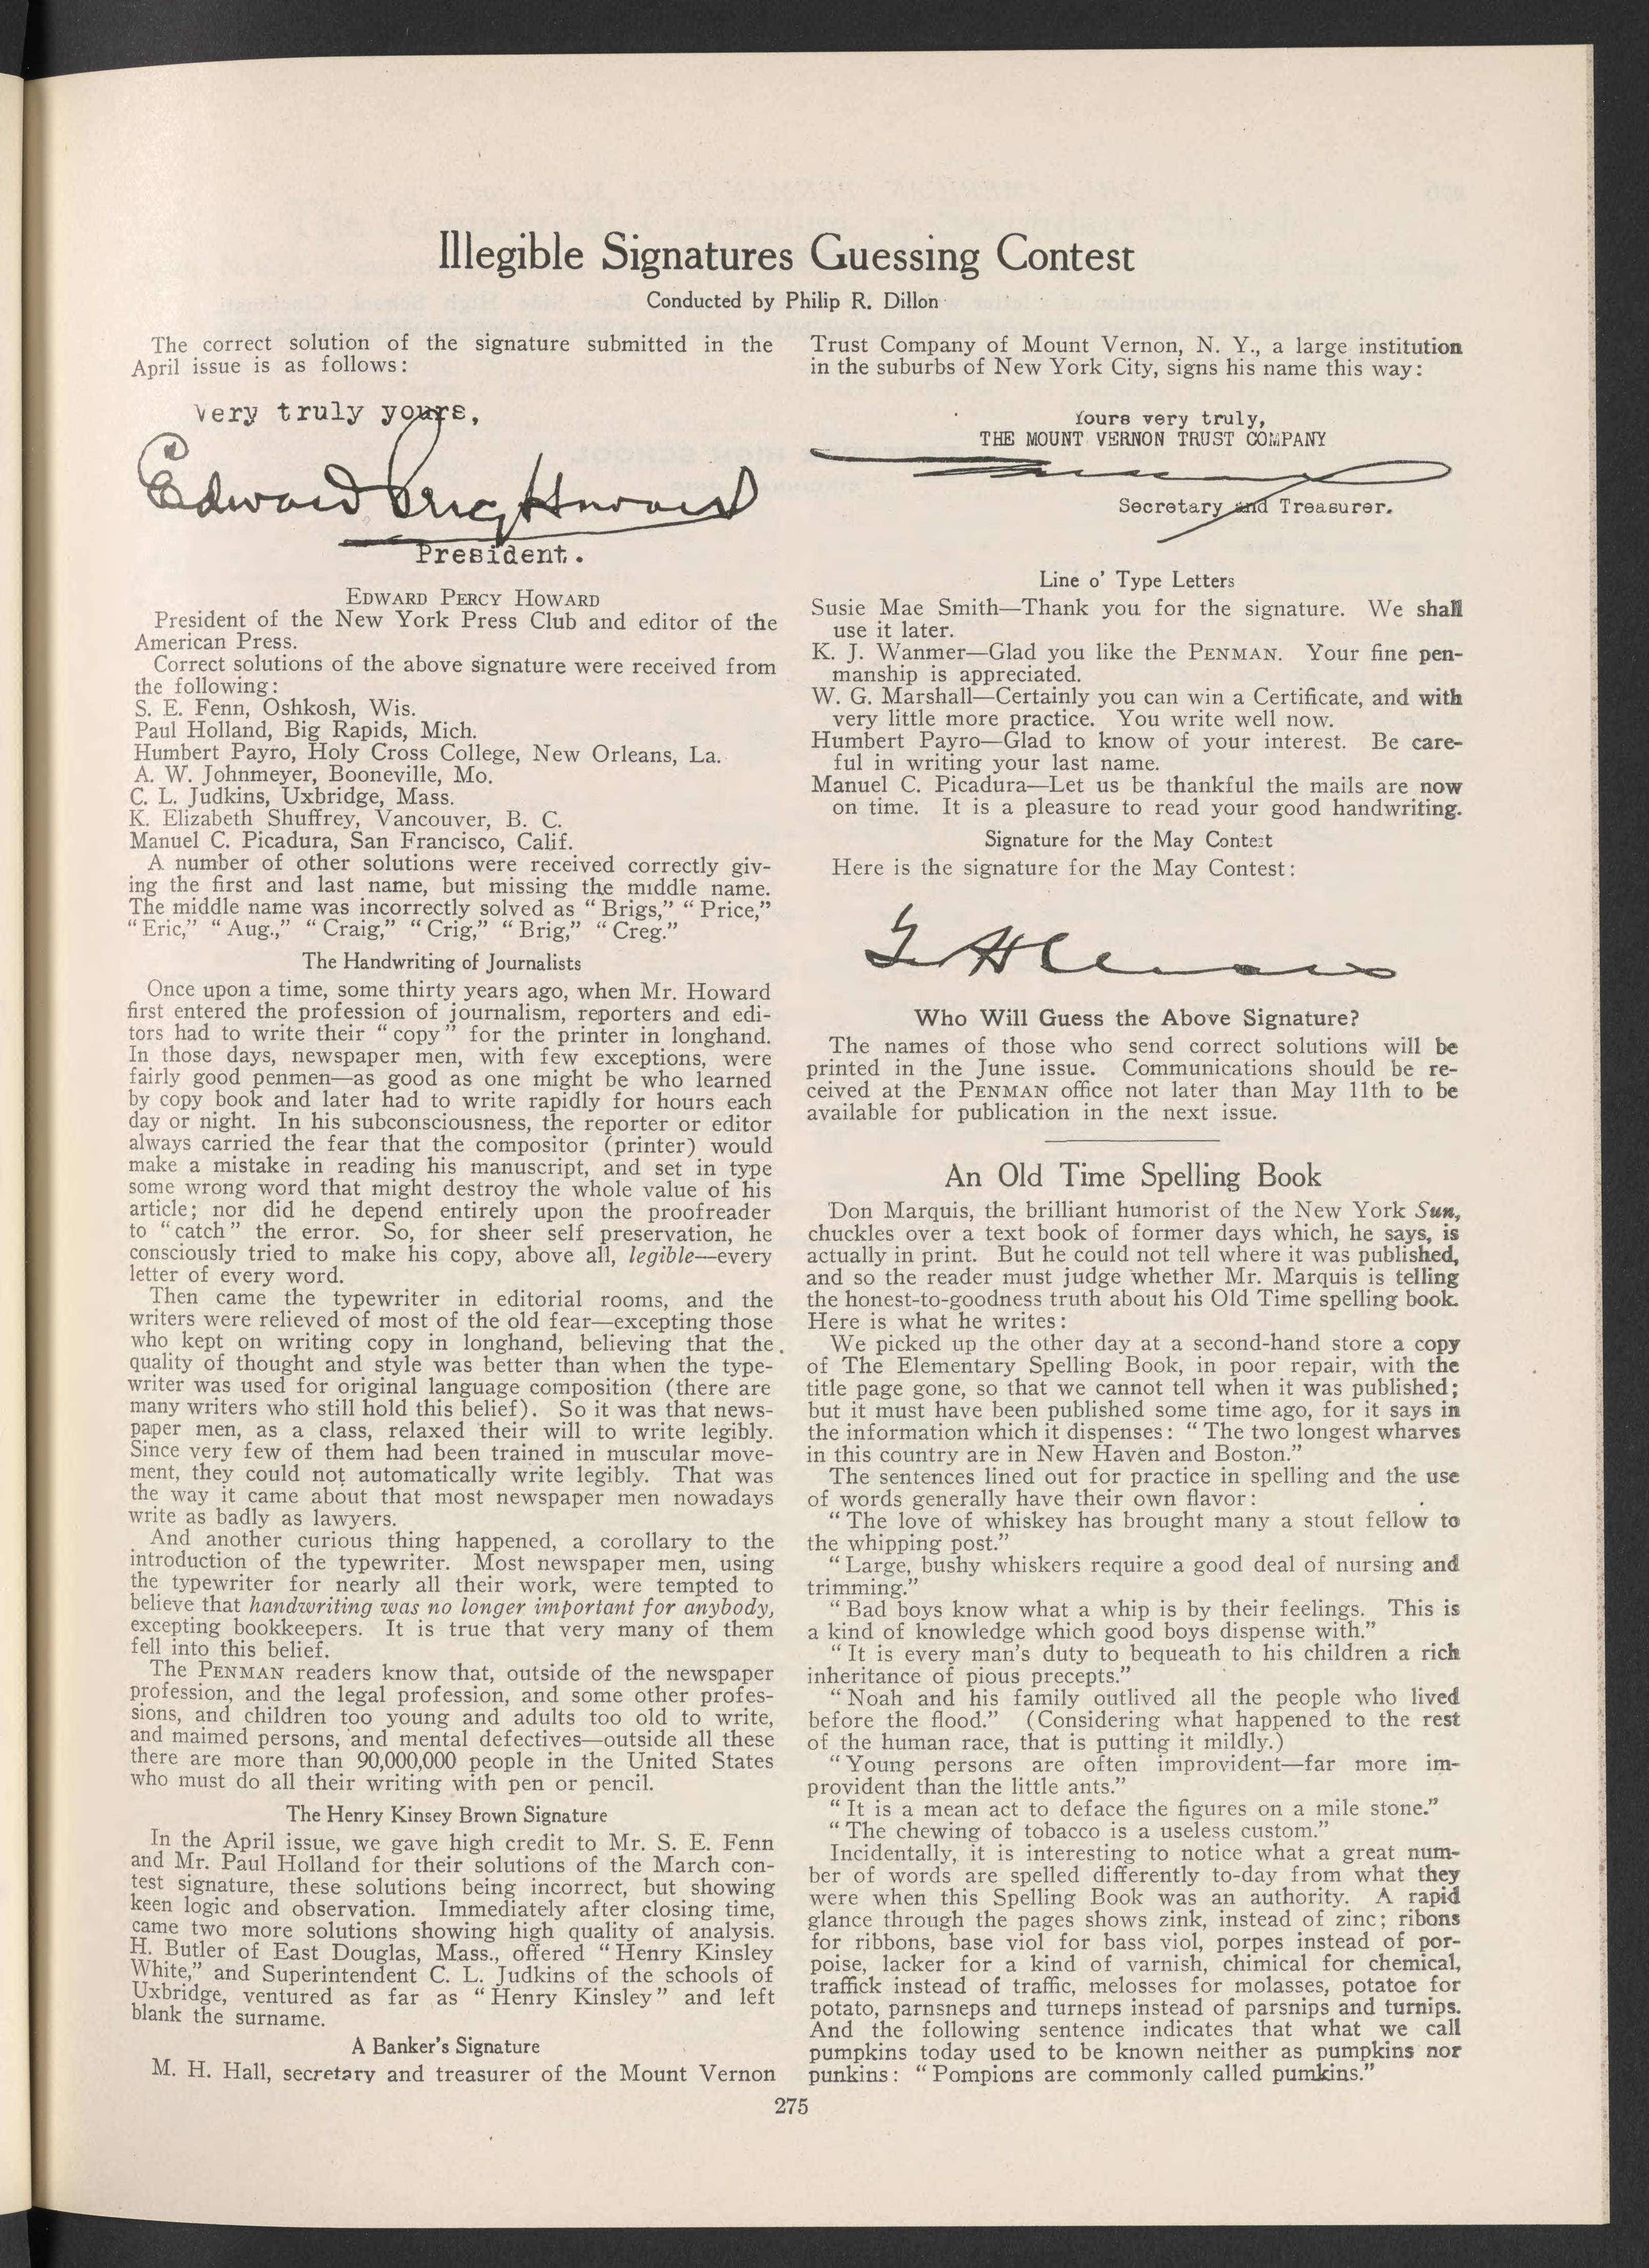 Illegible Signatures Guessing Contest
Conducted by Philip R. Dillon
The correct solution of the signature submitted in the
April issue is as follows:
Very truly yours,
Edward Percy Howard
President.
EDWARD PERCY HOWARD
President of the New York Press Club and editor of the
American Press.
Correct solutions of the above signature were received from
the following:
S. E. Fenn, Oshkosh, Wis.
Paul Holland, Big Rapids, Mich.
Humbert Payro, Holy Cross College, New Orleans, La.
A. W. Johnmeyer, Booneville, Mo.
C. L. Judkins, Uxbridge, Mass.
K. Elizabeth Shuffrey, Vancouver, B. C.
Manuel C. Picadura, San Francisco, Calif.
A number of other solutions were received correctly giv-
ing the first and last name, but missing the middle name.
The middle name was incorrectly solved as “ Brigs,” “ Price,”
“ Eric,” “ Aug.,” “ Craig,” “ Crig,” “ Brig,” “ Creg.”
The Handwriting of Journalists
Once upon a time, some thirty years ago, when Mr. Howard
first entered the profession of journalism, reporters and edi-
tors had to write their “ copy ” for the printer in longhand.
In those days, newspaper men, with few exceptions, were
fairly good penmen—as good as one might be who learned
by copy book and later had to write rapidly for hours each
day or night. In his subconsciousness, the reporter or editor
always carried the fear that the compositor (printer) would
make a mistake in reading his manuscript, and set in type
some wrong word that might destroy the whole value of his
article; nor did he depend entirely upon the proofreader
to “ catch ” the error. So, for sheer self preservation, he
consciously tried to make his copy, above all, legible—every
letter of every word.
Then came the typewriter in editorial rooms, and the
writers were relieved of most of the old fear—excepting those
who kept on writing copy in longhand, believing that the
quality of thought and style was better than when the type-
writer was used for original language composition (there are
many writers who still hold this belief). So it was that news-
paper men, as a class, relaxed their will to write legibly.
Since very few of them had been trained in muscular move-
ment, they could not automatically write legibly. That was
the way it came about that most newspaper men nowadays
write as badly as lawyers.
And another curious thing happened, a corollary to the
introduction of the typewriter. Most newspaper men, using
the typewriter for nearly all their work, were tempted to
believe that handwriting was no longer important for anybody,
excepting bookkeepers. It is true that very many of them
fell into this belief.
The PENMAN readers know that, outside of the newspaper
profession, and the legal profession, and some other profes-
sions, and children too young and adults too old to write,
and maimed persons, and mental defectives—outside all these
there are more than 90,000,000 people in the United States
who must do all their writing with pen or pencil.
The Henry Kinsey Brown Signature
In the April issue, we gave high credit to Mr. S. E. Fenn
and Mr. Paul Holland for their solutions of the March con-
test signature, these solutions being incorrect, but showing
keen logic and observation. Immediately after closing time,
came two more solutions showing high quality of analysis.
H. Butler of East Douglas, Mass., offered “ Henry Kinsley
White,” and Superintendent C. L. Judkins of the schools of
Uxbridge, ventured as far as “ Henry Kinsley ” and left
blank the surname.
A Banker's Signature
M. H. Hall, secretary and treasurer of the Mount Vernon
Trust Company of Mount Vernon, N. Y., a large institution
in the suburbs of New York City, signs his name this way:
Yours very truly,
THE MOUNT VERNON TRUST COMPANY
Secretary and Treasurer.
Line o' Type Letters
Susie Mae Smith—Thank you for the signature. We shall
use it later.
K. J. Wanmer—Glad you like the PENMAN. Your fine pen-
manship is appreciated.
W. G. Marshall—Certainly you can win a Certificate, and with
very little more practice. You write well now.
Humbert Payro—Glad to know of your interest. Be care-
ful in writing your last name.
Manuel C. Picadura—Let us be thankful the mails are now
on time. It is a pleasure to read your good handwriting.
Signature for the May Contest
Here is the signature for the May Contest:
Who Will Guess the Above Signature?
The names of those who send correct solutions will be
printed in the June issue. Communications should be re-
ceived at the PENMAN office not later than May 11th to be
available for publication in the next issue.
An Old Time Spelling Book
Don Marquis, the brilliant humorist of the New York Sun,
chuckles over a text book of former days which, he says, is
actually in print. But he could not tell where it was published,
and so the reader must judge whether Mr. Marquis is telling
the honest-to-goodness truth about his Old Time spelling book.
Here is what he writes:
We picked up the other day at a second-hand store a copy
of The Elementary Spelling Book, in poor repair, with the
title page gone, so that we cannot tell when it was published;
but it must have been published some time ago, for it says in
the information which it dispenses: “ The two longest wharves
in this country are in New Haven and Boston.”
The sentences lined out for practice in spelling and the use
of words generally have their own flavor:
“ The love of whiskey has brought many a stout fellow to
the whipping post.”
“ Large, bushy whiskers require a good deal of nursing and
trimming.”
“ Bad boys know what a whip is by their feelings. This is
a kind of knowledge which good boys dispense with.”
“ It is every man's duty to bequeath to his children a rich
inheritance of pious precepts.”
“ Noah and his family outlived all the people who lived
before the flood.” (Considering what happened to the rest
of the human race, that is putting it mildly.)
“ Young persons are often improvident—far more im-
provident than the little ants.”
“ It is a mean act to deface the figures on a mile stone.”
“ The chewing of tobacco is a useless custom.”
Incidentally, it is interesting to notice what a great num-
ber of words are spelled differently to-day from what they
were when this Spelling Book was an authority. A rapid
glance through the pages shows zink, instead of zinc; ribons
for ribbons, base viol for bass viol, porpes instead of por-
poise, lacker for a kind of varnish, chimical for chemical,
traffick instead of traffic, melosses for molasses, potatoe for
potato, parnsneps and turneps instead of parsnips and turnips.
And the following sentence indicates that what we call
pumpkins today used to be known neither as pumpkins nor
punkins: “ Pompions are commonly called pumkins.”
275